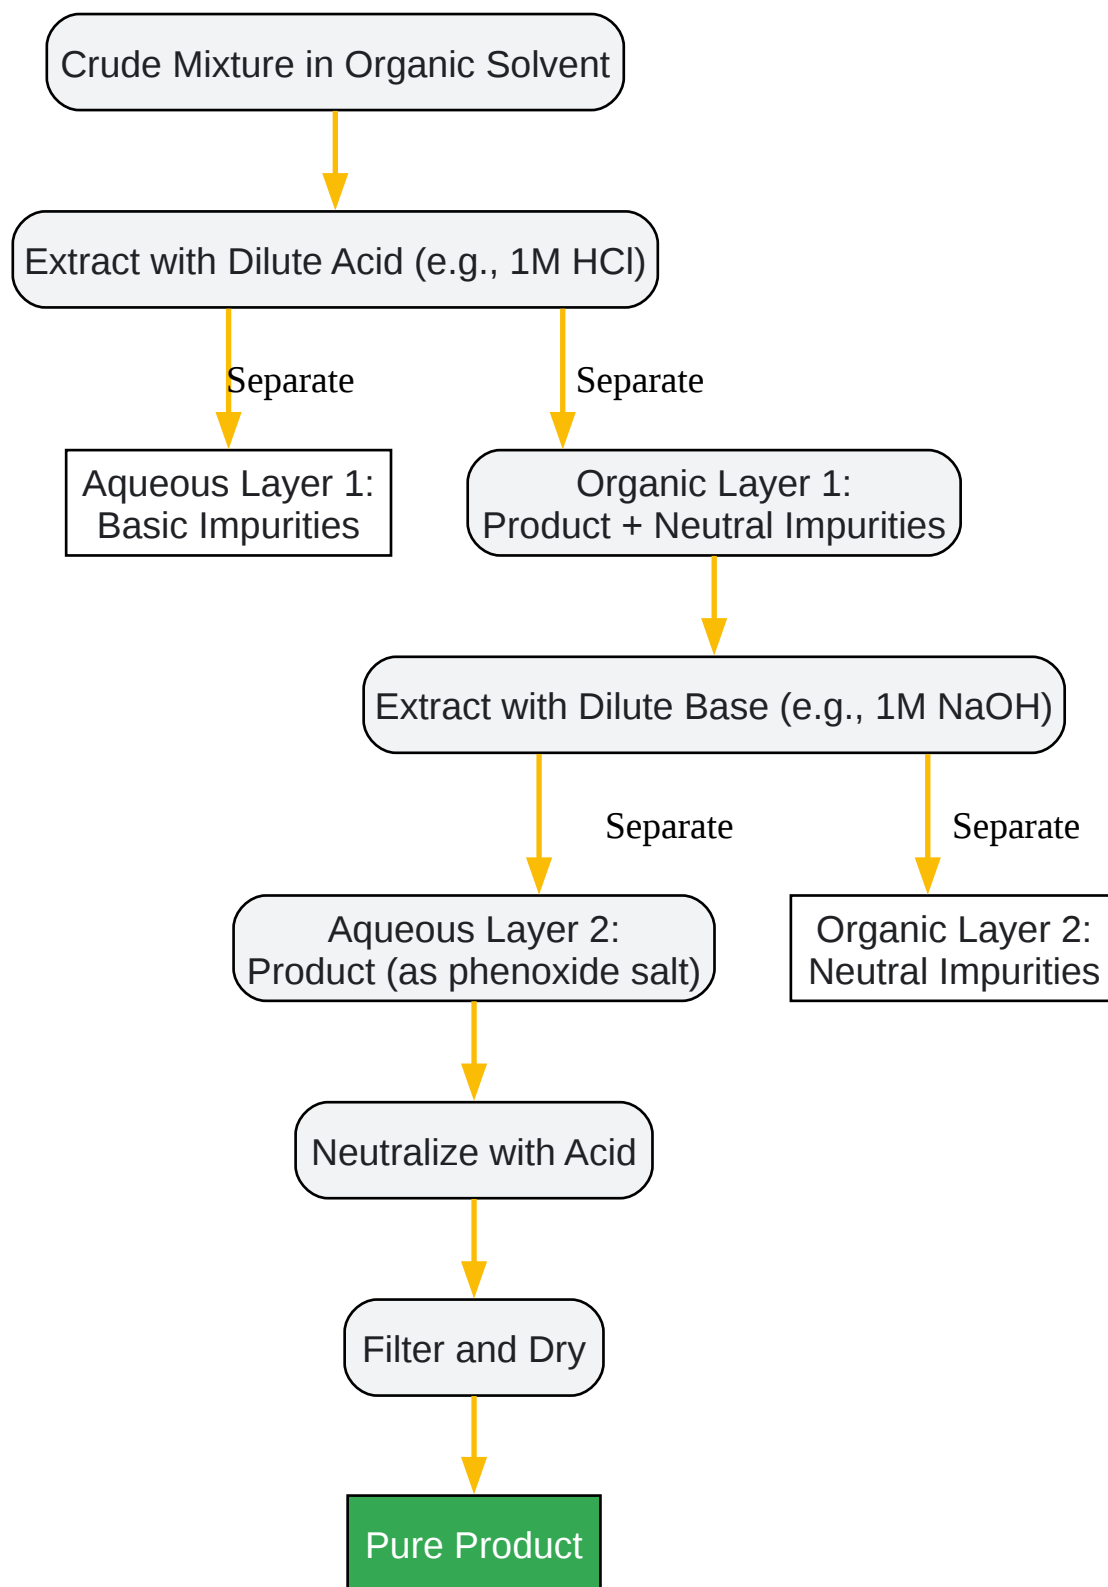 Crude Mixture in Organic Solvent
Extract with Dilute Acid (e.g., 1M HCl)
Separate
Separate
Aqueous Layer 1:
Basic Impurities
Organic Layer 1:
Product + Neutral Impurities
Extract with Dilute Base (e.g., 1M NaOH)
Separate
Separate
Aqueous Layer 2:
Product (as phenoxide salt)
Organic Layer 2:
Neutral Impurities
Neutralize with Acid
Filter and Dry
Pure Product